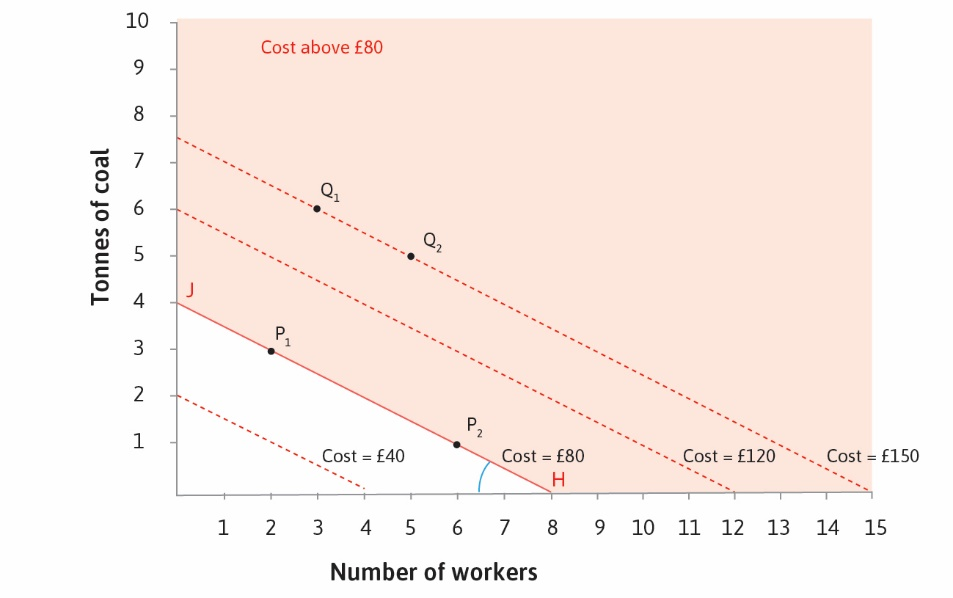 10
Cost above £80
9
8
7
Q1
6
Q2
5
J
4
P1
3
2
P2
1
Cost = £40
Cost = £80
Cost = £120
Cost = £150
H
1 2 3 4 5 6 7 8 9 10 11 12 13 14 15
Tonnes of coal
Number of workers